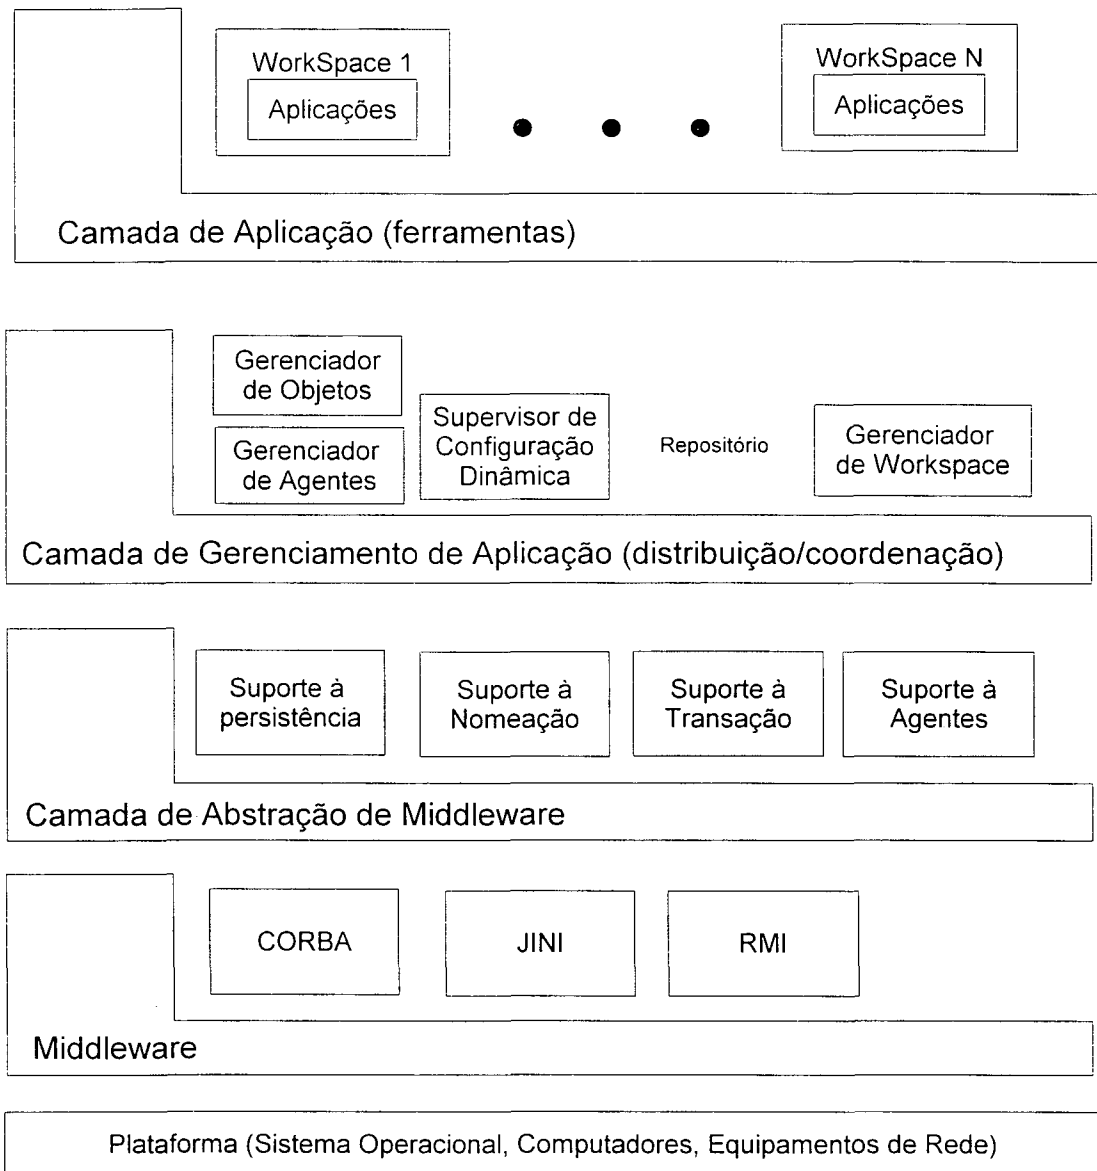 WorkSpace 1
Aplicações
WorkSpace N
Aplicações
Camada de Aplicação (ferramentas)
Gerenciador
de Objetos
Gerenciador
de Agentes
Supervisor de
Configuração
Dinâmica
Repositório
Gerenciador
de Workspace
Camada de Gerenciamento de Aplicação (distribuição/coordenação)
Suporte à
persistência
Suporte à
Nomeação
Suporte à
Transação
Suporte à
Agentes
Camada de Abstração de Middleware
CORBA
JINI
RMI
Middleware
Plataforma (Sistema Operacional, Computadores, Equipamentos de Rede)